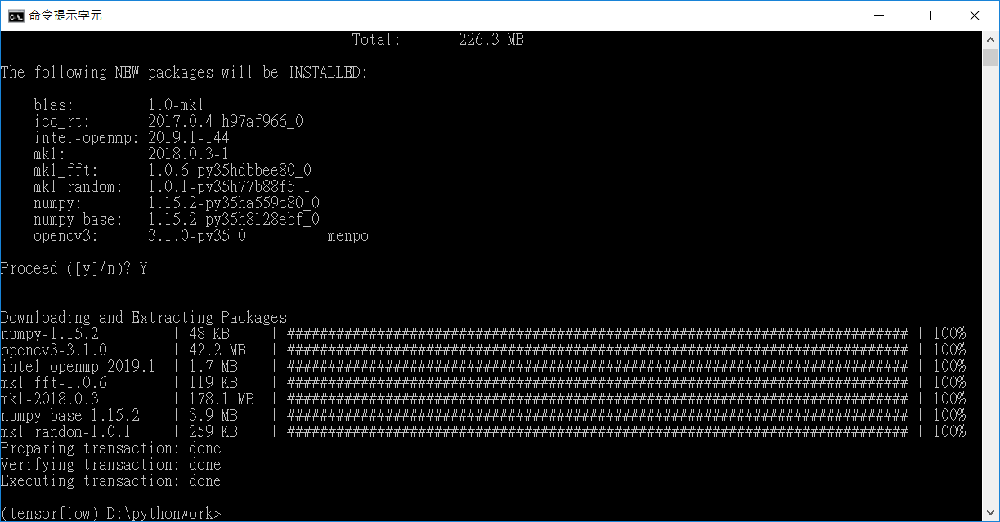 命令提示字元
Total: 226.3 MB
The following NEW packages will be INSTALLED:
blas: 1.0-mkl
icc_rt: 2017.0.4-h97af966_0
intel-openmp: 2019.1-144
mkl: 2018.0.3-1
mkl_fft: 1.0.6-py35hdbbee80_0
mkl_random: 1.0.1-py35h77b88f5_1
numpy: 1.15.2-py35ha559c80_0
numpy-base: 1.15.2-py35h8128ebf_0
opencv3: 3.1.0-py35_0 menpo
Proceed ([y]/n)? Y
Downloading and Extracting Packages
numpy-1.15.2 | 48 KB | ############################################################################ | 100%
opencv3-3.1.0 | 42.2 MB | ############################################################################ | 100%
intel-openmp-2019.1 | 1.7 MB | ############################################################################ | 100%
mkl_fft-1.0.6 | 119 KB | ############################################################################ | 100%
mkl-2018.0.3 | 178.1 MB | ############################################################################ | 100%
numpy-base-1.15.2 | 3.9 MB | ############################################################################ | 100%
mkl_random-1.0.1 | 259 KB | ############################################################################ | 100%
Preparing transaction: done
Verifying transaction: done
Executing transaction: done
(tensorflow) D:\pythonwork>